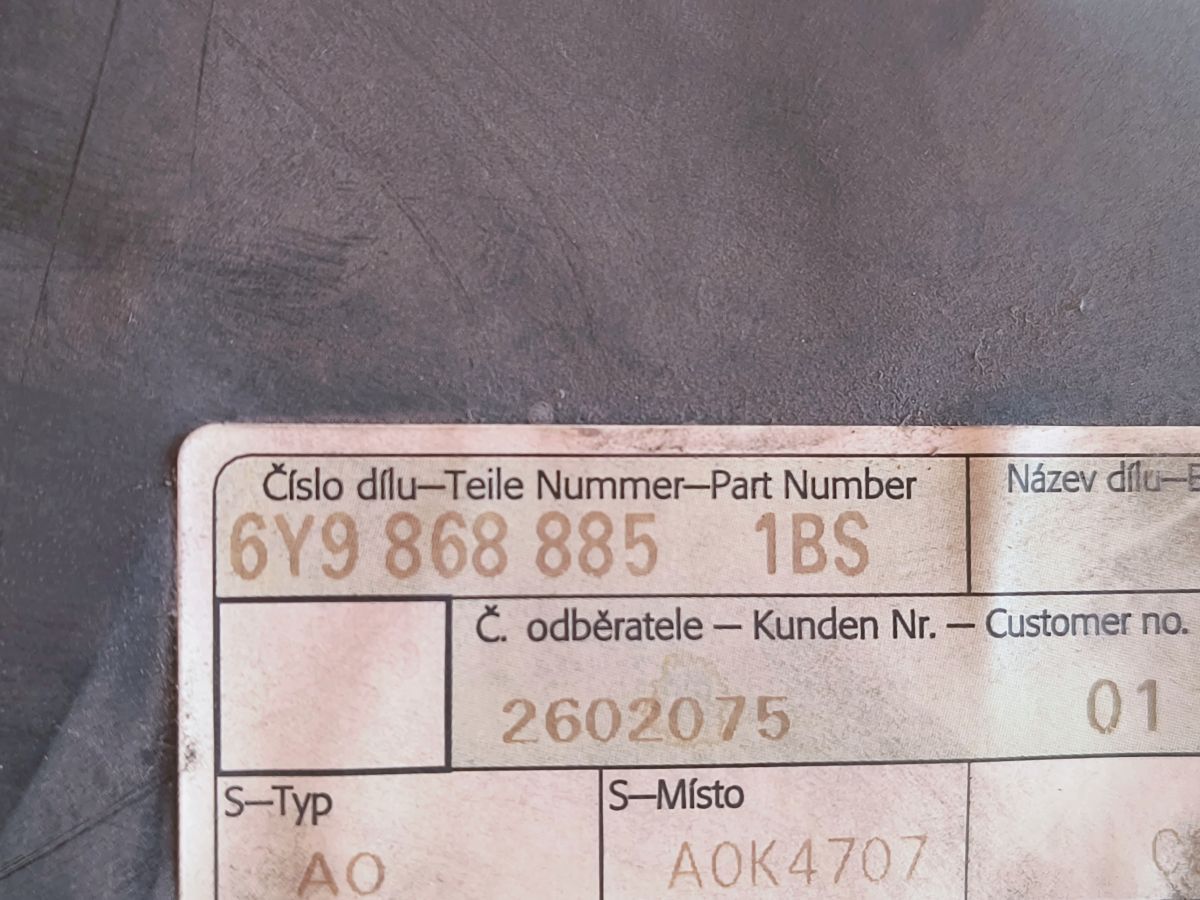 Číslo dílu–Teile Nummer–Part Number
Název dílu–
6Y9 868 885 1BS
Č. odběratele – Kunden Nr. – Customer no.
2602075 01
S–Typ
S–Místo
AO
AOK4707